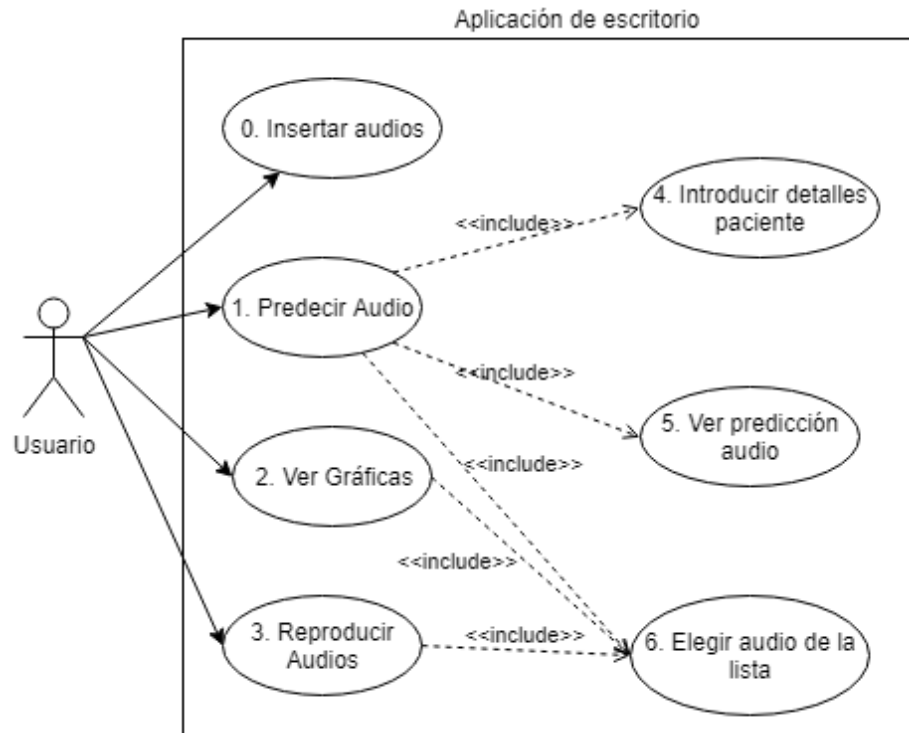 Aplicación de escritorio
0. Insertar audios
4. Introducir detalles
paciente
<<include>>
1. Predecir Audio
<<include>>
Usuario
5. Ver predicción
audio
2. Ver Gráficas
<<include>>
<<include>>
3. Reproducir
Audios
<<include>>
6. Elegir audio de la
lista